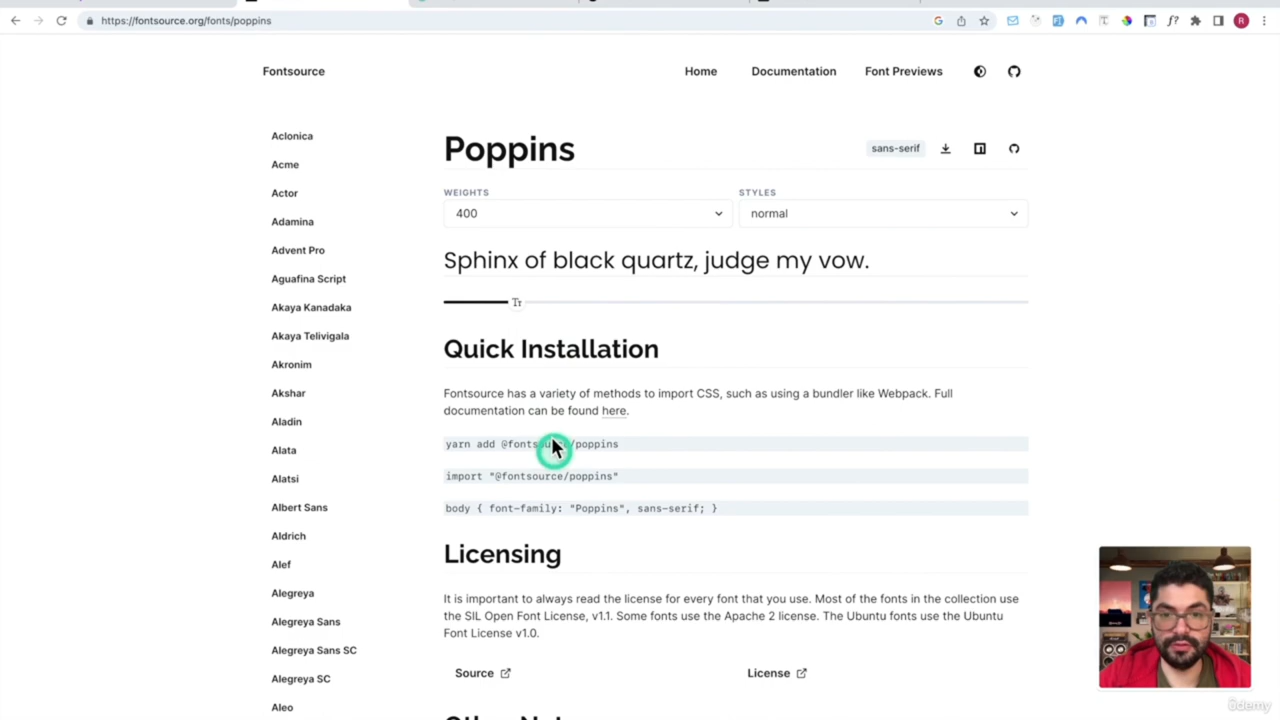 https://fontsource.org/fonts/poppins
Fontsource
Home
Documentation
Font Previews
Aclonica
Acme
Actor
Adamina
Advent Pro
Aguafina Script
Akaya Kanadaka
Akaya Telivigala
Akronim
Akshar
Aladin
Alata
Alatsi
Albert Sans
Aldrich
Alef
Alegreya
Alegreya Sans
Alegreya Sans SC
Alegreya SC
Aleo
Poppins
sans-serif
WEIGHTS
STYLES
400
normal
Sphinx of black quartz, judge my vow.
Quick Installation
Fontsource has a variety of methods to import CSS, such as using a bundler like Webpack. Full
documentation can be found here.
yarn add @fontsource/poppins
import "@fontsource/poppins"
body { font-family: "Poppins", sans-serif; }
Licensing
It is important to always read the license for every font that you use. Most of the fonts in the collection use
the SIL Open Font License, v1.1. Some fonts use the Apache 2 license. The Ubuntu fonts use the Ubuntu
Font License v1.0.
Source
License
ûdemy